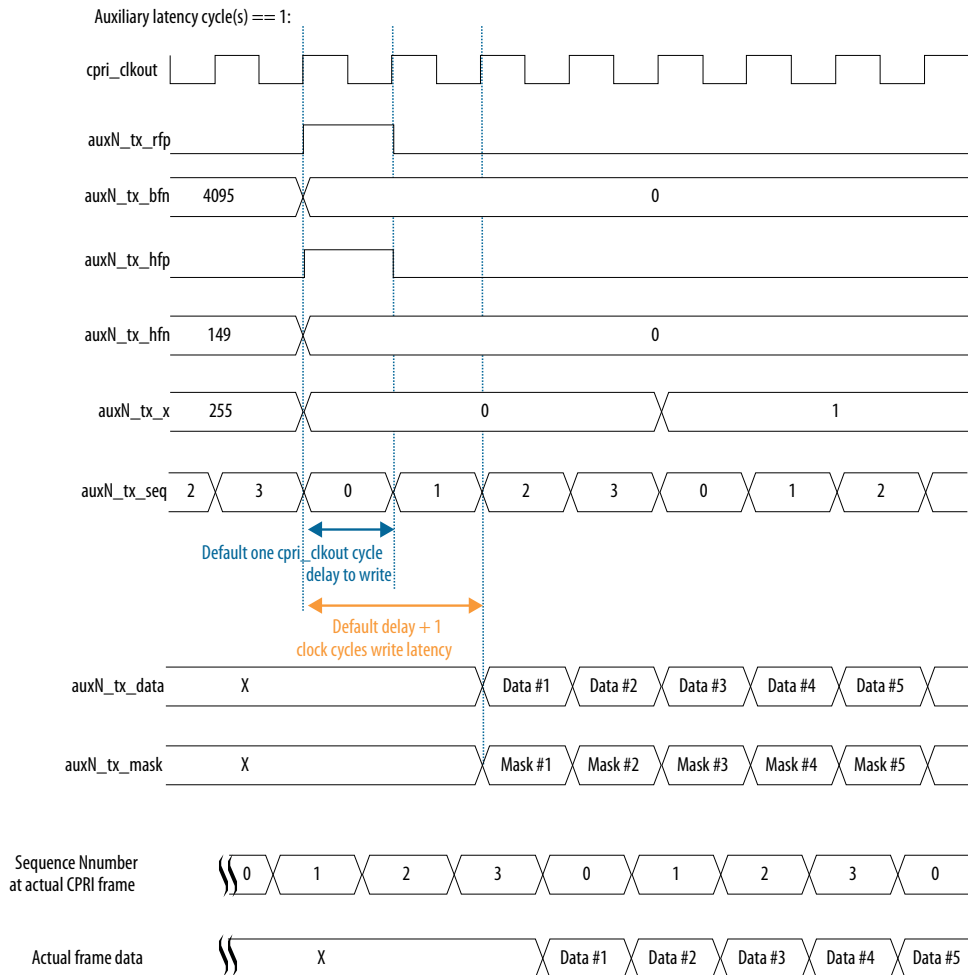 Auxiliary latency cycle(s) == 1:
cpri_clkout
auxN_tx_rfp
auxN_tx_bfn 4095 0
auxN_tx_hfp
auxN_tx_hfn 149 0
auxN_tx_x 255 0 1
auxN_tx_seq 2 3 0 1 2 3 0 1 2
Default one cpri_clkout cycle
delay to write
Default delay + 1
clock cycles write latency
auxN_tx_data X Data #1 Data #2 Data #3 Data #4 Data #5
auxN_tx_mask X Mask #1 Mask #2 Mask #3 Mask #4 Mask #5
Sequence Nnumber
at actual CPRI frame 0 1 2 3 0 1 2 3 0
Actual frame data X Data #1 Data #2 Data #3 Data #4 Data #5